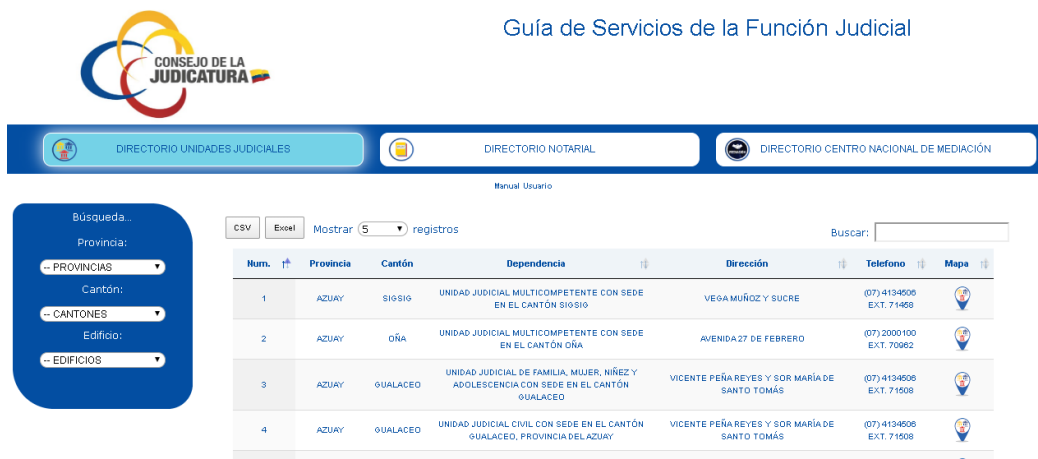 CONSEJO DE LA
JUDICATURA
Guía de Servicios de la Función Judicial
DIRECTORIO UNIDADES JUDICIALES
DIRECTORIO NOTARIAL
DIRECTORIO CENTRO NACIONAL DE MEDIACIÓN
Manual Usuario
Búsqueda...
Provincia:
-- PROVINCIAS
Cantón:
-- CANTONES
Edificio:
-- EDIFICIOS
CSV Excel Mostrar 5 registros Buscar:
Num. Provincia Cantón Dependencia Dirección Telefono Mapa
1 AZUAY SIGSIG UNIDAD JUDICIAL MULTICOMPETENTE CON SEDE
EN EL CANTÓN SIGSIG
VEGA MUÑOZ Y SUCRE
(07) 4134506
EXT. 71458
2 AZUAY OÑA UNIDAD JUDICIAL MULTICOMPETENTE CON SEDE
EN EL CANTÓN OÑA
AVENIDA 27 DE FEBRERO
(07) 2000100
EXT. 70962
3 AZUAY GUALACEO UNIDAD JUDICIAL DE FAMILIA, MUJER, NIÑEZ Y
ADOLESCENCIA CON SEDE EN EL CANTÓN
GUALACEO
VICENTE PEÑA REYES Y SOR MARÍA DE
SANTO TOMÁS
(07) 4134506
EXT. 71508
4 AZUAY GUALACEO UNIDAD JUDICIAL CIVIL CON SEDE EN EL CANTÓN
GUALACEO, PROVINCIA DEL AZUAY
VICENTE PEÑA REYES Y SOR MARÍA DE
SANTO TOMÁS
(07) 4134506
EXT. 71508